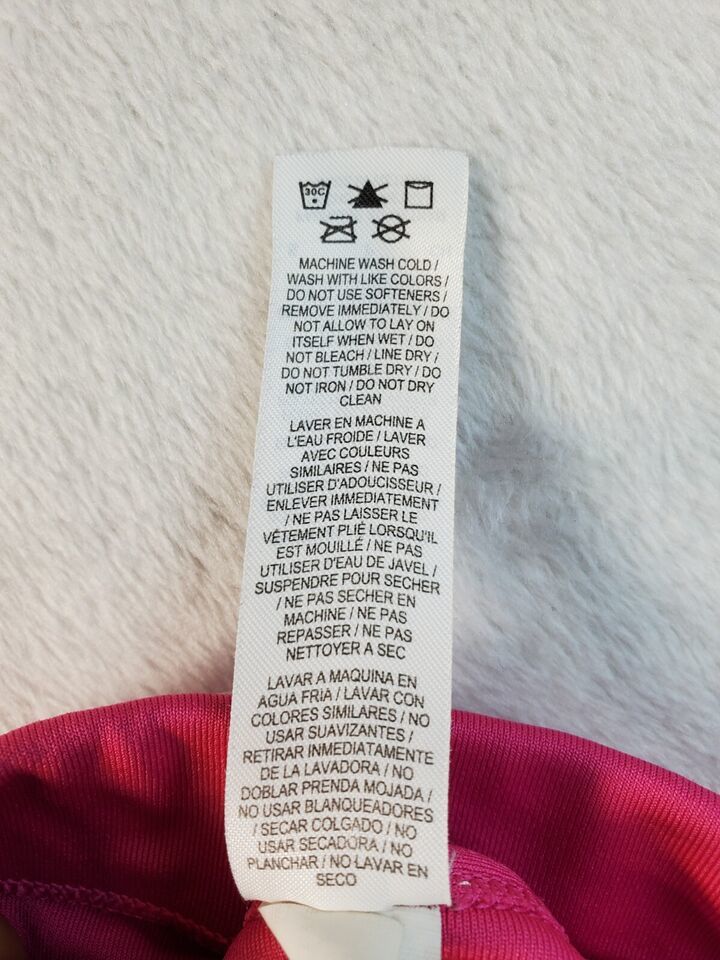 30C
MACHINE WASH COLD /
WASH WITH LIKE COLORS /
DO NOT USE SOFTENERS /
REMOVE IMMEDIATELY / DO
NOT ALLOW TO LAY ON
ITSELF WHEN WET / DO
NOT BLEACH / LINE DRY /
DO NOT TUMBLE DRY / DO
NOT IRON / DO NOT DRY
CLEAN
LAVER EN MACHINE A
L'EAU FROIDE / LAVER
AVEC COULEURS
SIMILAIRES / NE PAS
UTILISER D'ADOUCISSEUR /
ENLEVER IMMEDIATEMENT
/ NE PAS LAISSER LE
VÉTEMENT PLIÉ LORSQU'IL
EST MOUILLÉ / NE PAS
UTILISER D'EAU DE JAVEL /
SUSPENDRE POUR SECHER
/ NE PAS SECHER EN
MACHINE / NE PAS
REPASSER / NE PAS
NETTOYER A SEC
LAVAR A MAQUINA EN
AGUA FRIA / LAVAR CON
COLORES SIMILARES / NO
USAR SUAVIZANTES /
RETIRAR INMEDIATAMENTE
DE LA LAVADORA / NO
DOBLAR PRENDA MOJADA /
NO USAR BLANQUEADORES
/ SECAR COLGADO / NO
USAR SECADORA / NO
PLANCHAR / NO LAVAR EN
SECO